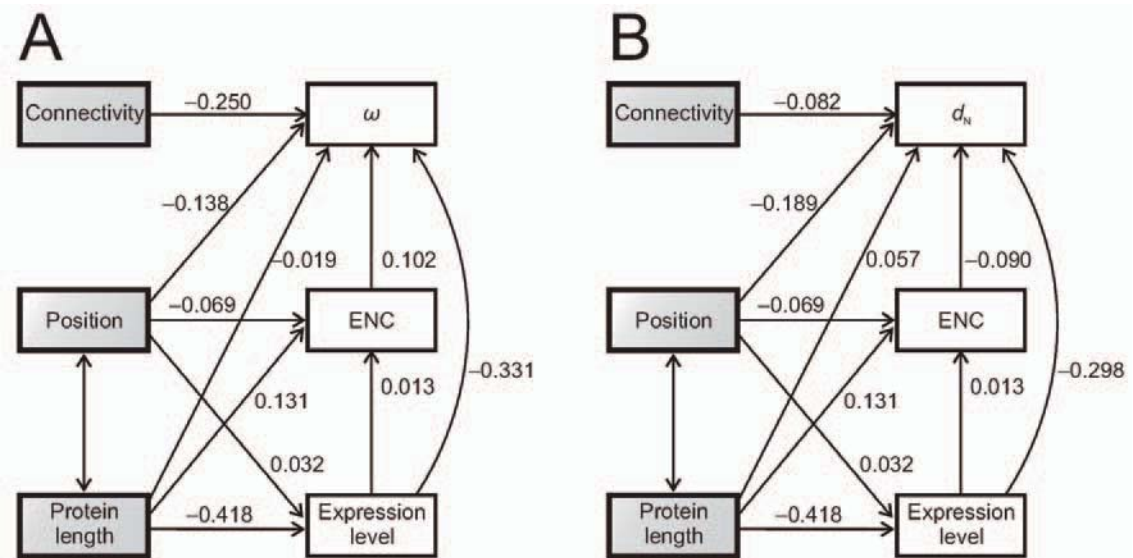 A
Connectivity
−0.250
ω
−0.138
−0.019
0.102
Position
−0.069
ENC
−0.331
0.131
0.013
0.032
Protein
length
−0.418
Expression
level
B
Connectivity
−0.082
dN
−0.189
0.057
−0.090
Position
−0.069
ENC
−0.298
0.131
0.013
0.032
Protein
length
−0.418
Expression
level